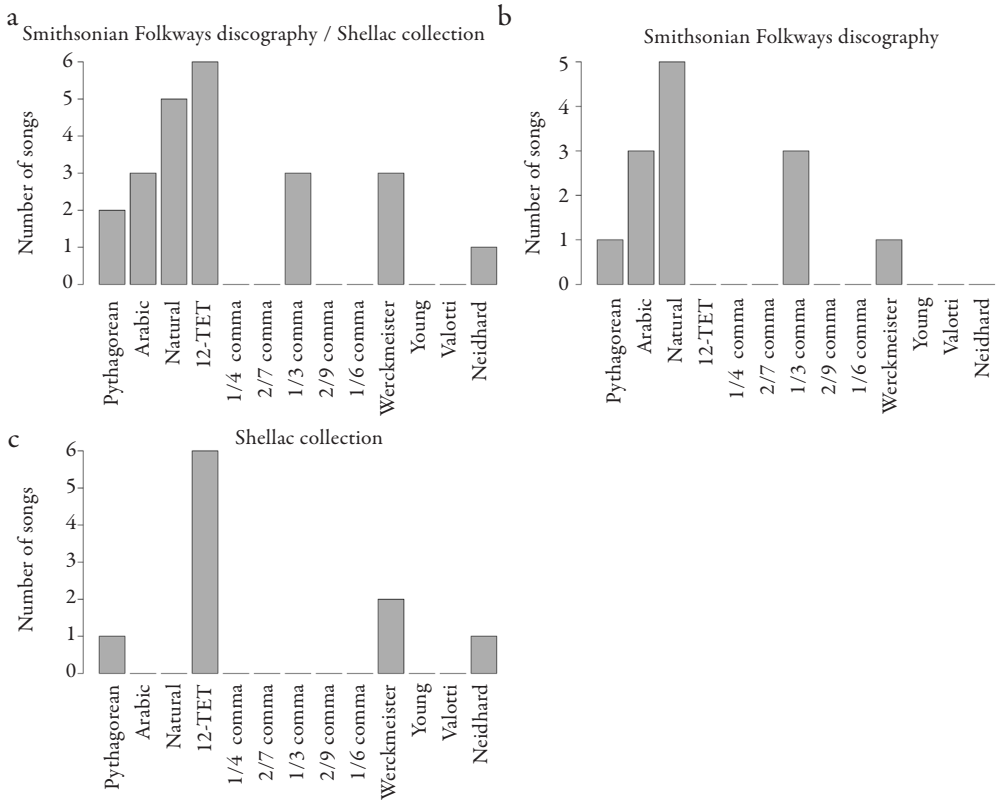 a
Smithsonian Folkways discography / Shellac collection
Number of songs
6
5
4
3
2
1
0
Pythagorean
Arabic
Natural
12-TET
1/4 comma
2/7 comma
1/3 comma
2/9 comma
1/6 comma
Werckmeister
Young
Valotti
Neidhard
b
Smithsonian Folkways discography
Number of songs
5
4
3
2
1
0
Pythagorean
Arabic
Natural
12-TET
1/4 comma
2/7 comma
1/3 comma
2/9 comma
1/6 comma
Werckmeister
Young
Valotti
Neidhard
c
Shellac collection
Number of songs
6
5
4
3
2
1
0
Pythagorean
Arabic
Natural
12-TET
1/4 comma
2/7 comma
1/3 comma
2/9 comma
1/6 comma
Werckmeister
Young
Valotti
Neidhard